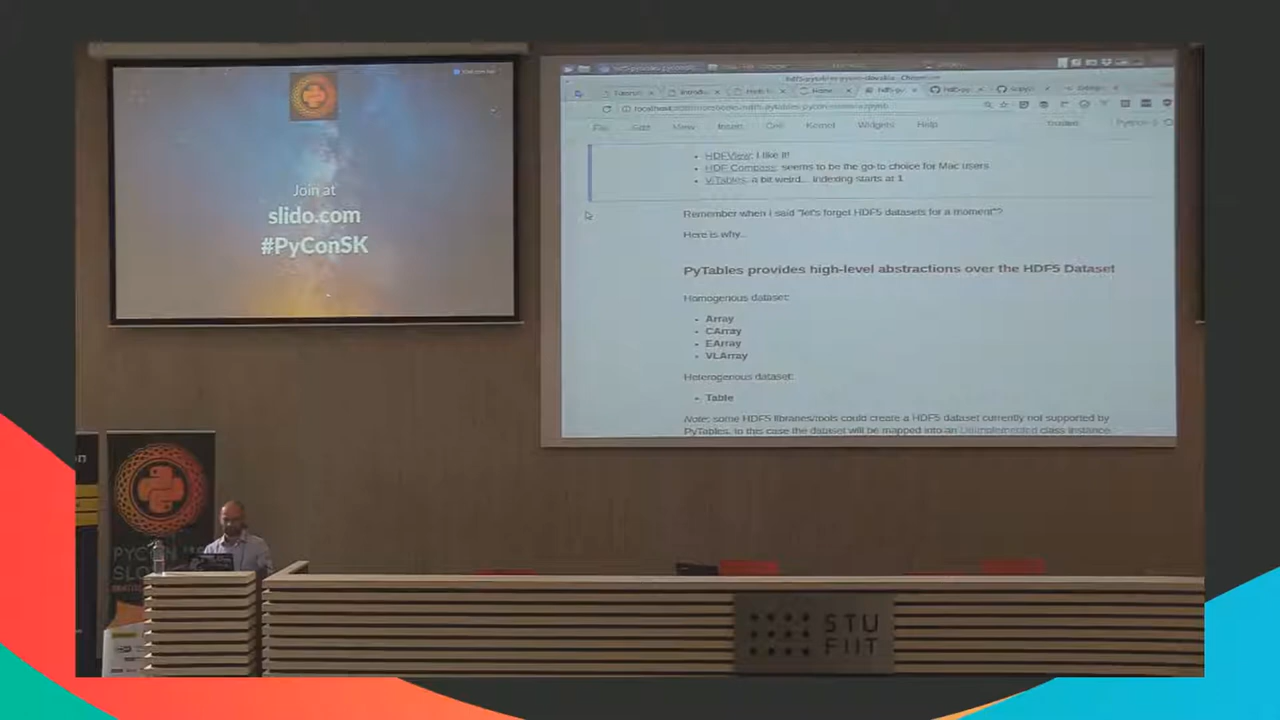 Join at
slido.com
#PyConSK
File Edit View Insert Cell Kernel Widgets Help
Trusted
HDFView: I like it!
HDF Compass: seems to be the go-to choice for Mac users
ViTables: a bit weird... Indexing starts at 1
Remember when I said "let's forget HDF5 datasets for a moment"?
Here is why...
PyTables provides high-level abstractions over the HDF5 Dataset
Homogenous dataset:
Array
CArray
EArray
VLArray
Heterogenous dataset:
Table
Note: some HDF5 libraries/tools could create a HDF5 dataset currently not supported by
PyTables. In this case the dataset will be mapped into an UnImplemented class instance.
PYCON
SLO
STU
FIIT